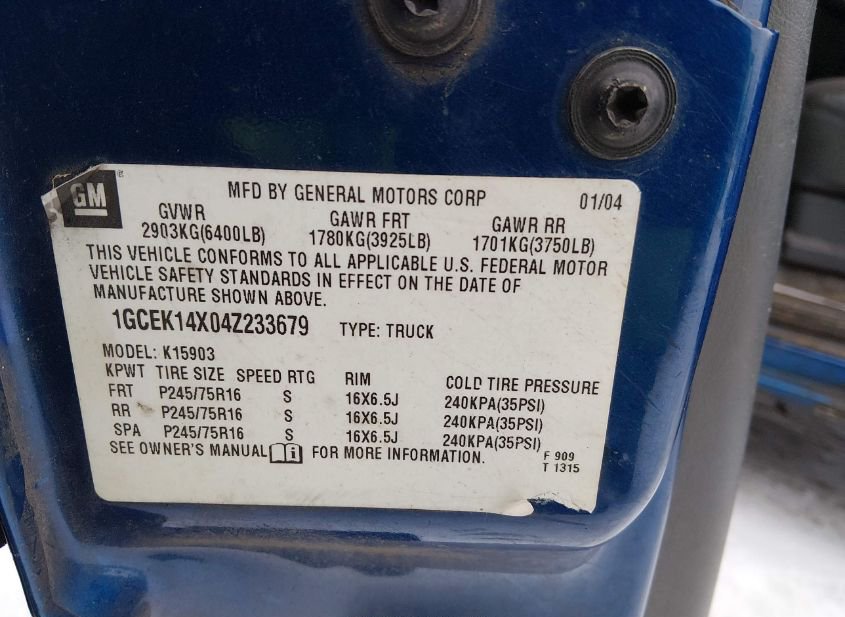 GM
MFD BY GENERAL MOTORS CORP 01/04
GVWR GAWR FRT GAWR RR
2903KG(6400LB) 1780KG(3925LB) 1701KG(3750LB)
THIS VEHICLE CONFORMS TO ALL APPLICABLE U.S. FEDERAL MOTOR
VEHICLE SAFETY STANDARDS IN EFFECT ON THE DATE OF
MANUFACTURE SHOWN ABOVE.
1GCEK14X04Z233679 TYPE: TRUCK
MODEL: K15903
KPWT TIRE SIZE SPEED RTG RIM COLD TIRE PRESSURE
FRT P245/75R16 S 16X6.5J 240KPA(35PSI)
RR P245/75R16 S 16X6.5J 240KPA(35PSI)
SPA P245/75R16 S 16X6.5J 240KPA(35PSI)
SEE OWNER'S MANUAL i FOR MORE INFORMATION.
F 909
T 1315